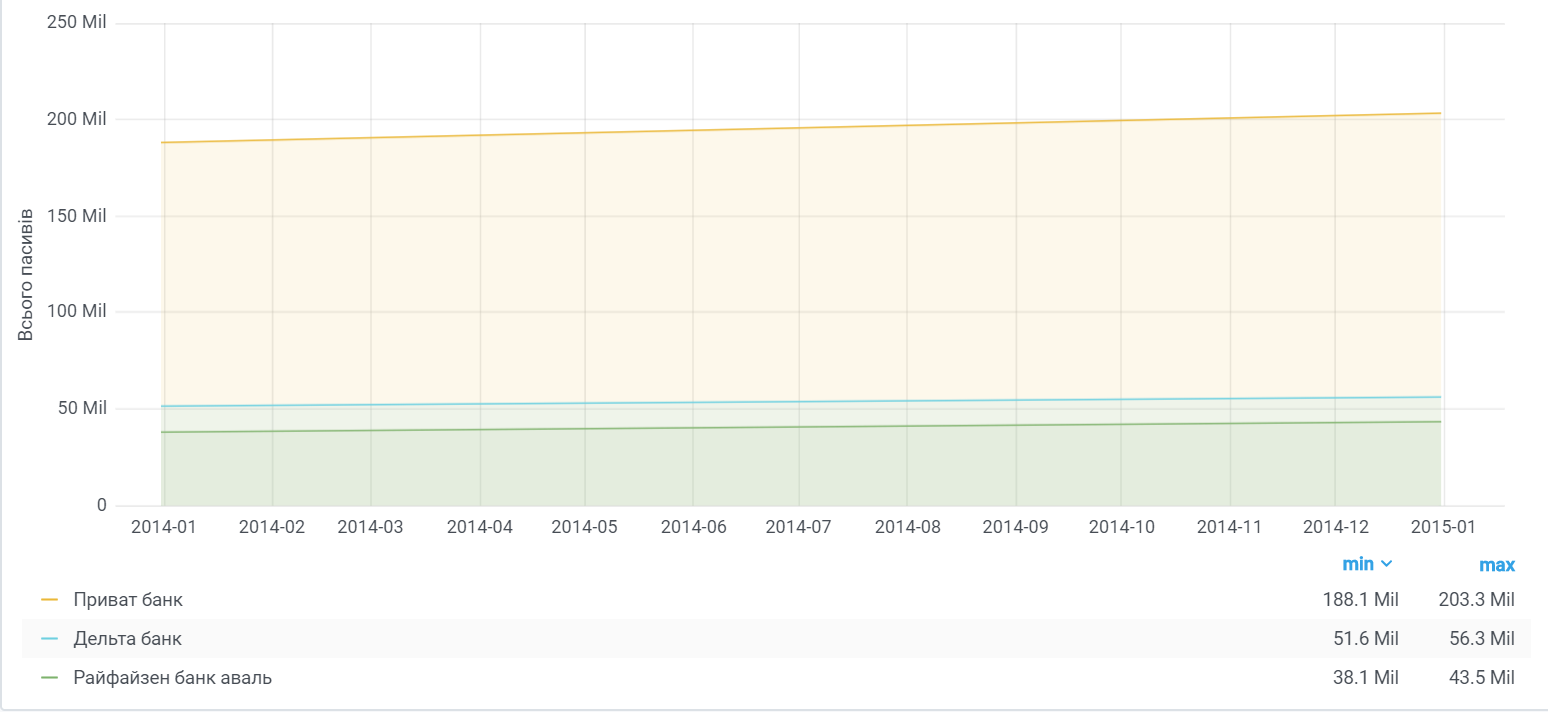 250 Mil
200 Mil
150 Mil
100 Mil
50 Mil
0
Всього пасивів
2014-01 2014-02 2014-03 2014-04 2014-05 2014-06 2014-07 2014-08 2014-09 2014-10 2014-11 2014-12 2015-01
min max
Приват банк 188.1 Mil 203.3 Mil
Дельта банк 51.6 Mil 56.3 Mil
Райфайзен банк аваль 38.1 Mil 43.5 Mil